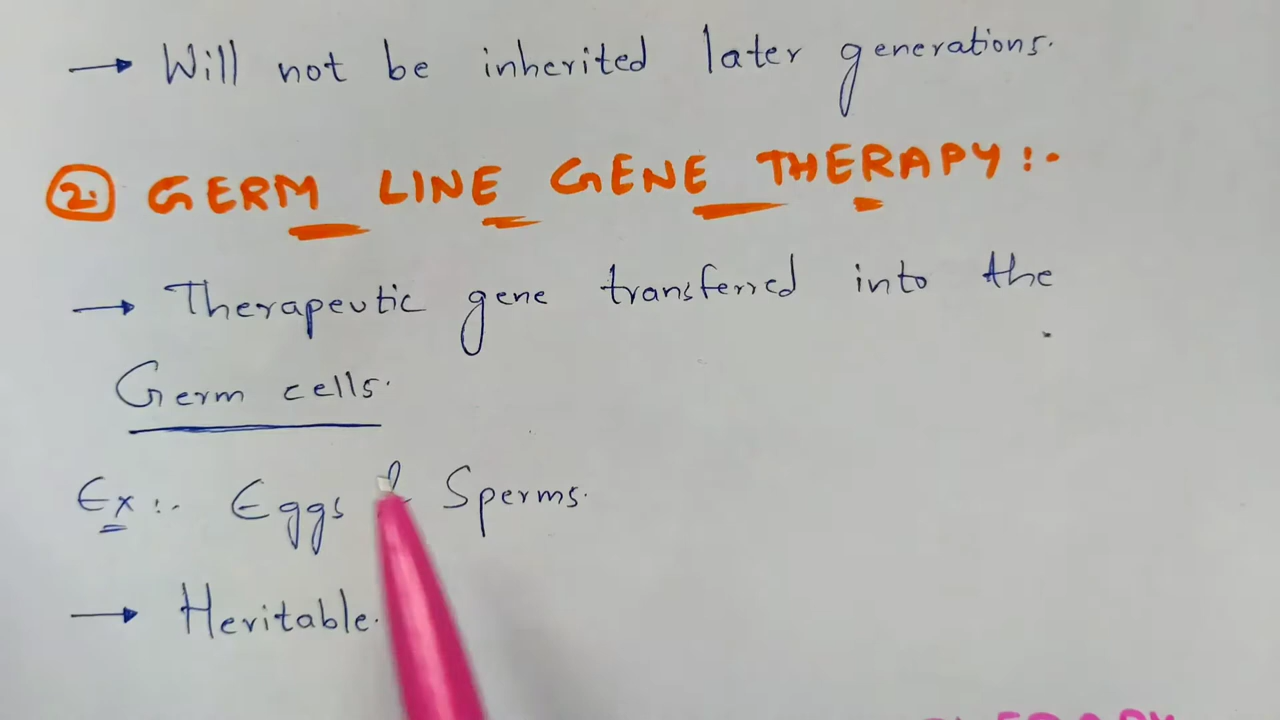 → Will not be inherited later generations.
2. GERM LINE GENE THERAPY :-
→ Therapeutic gene transferred into the
Germ cells.
Ex :- Eggs & Sperms.
→ Heritable.